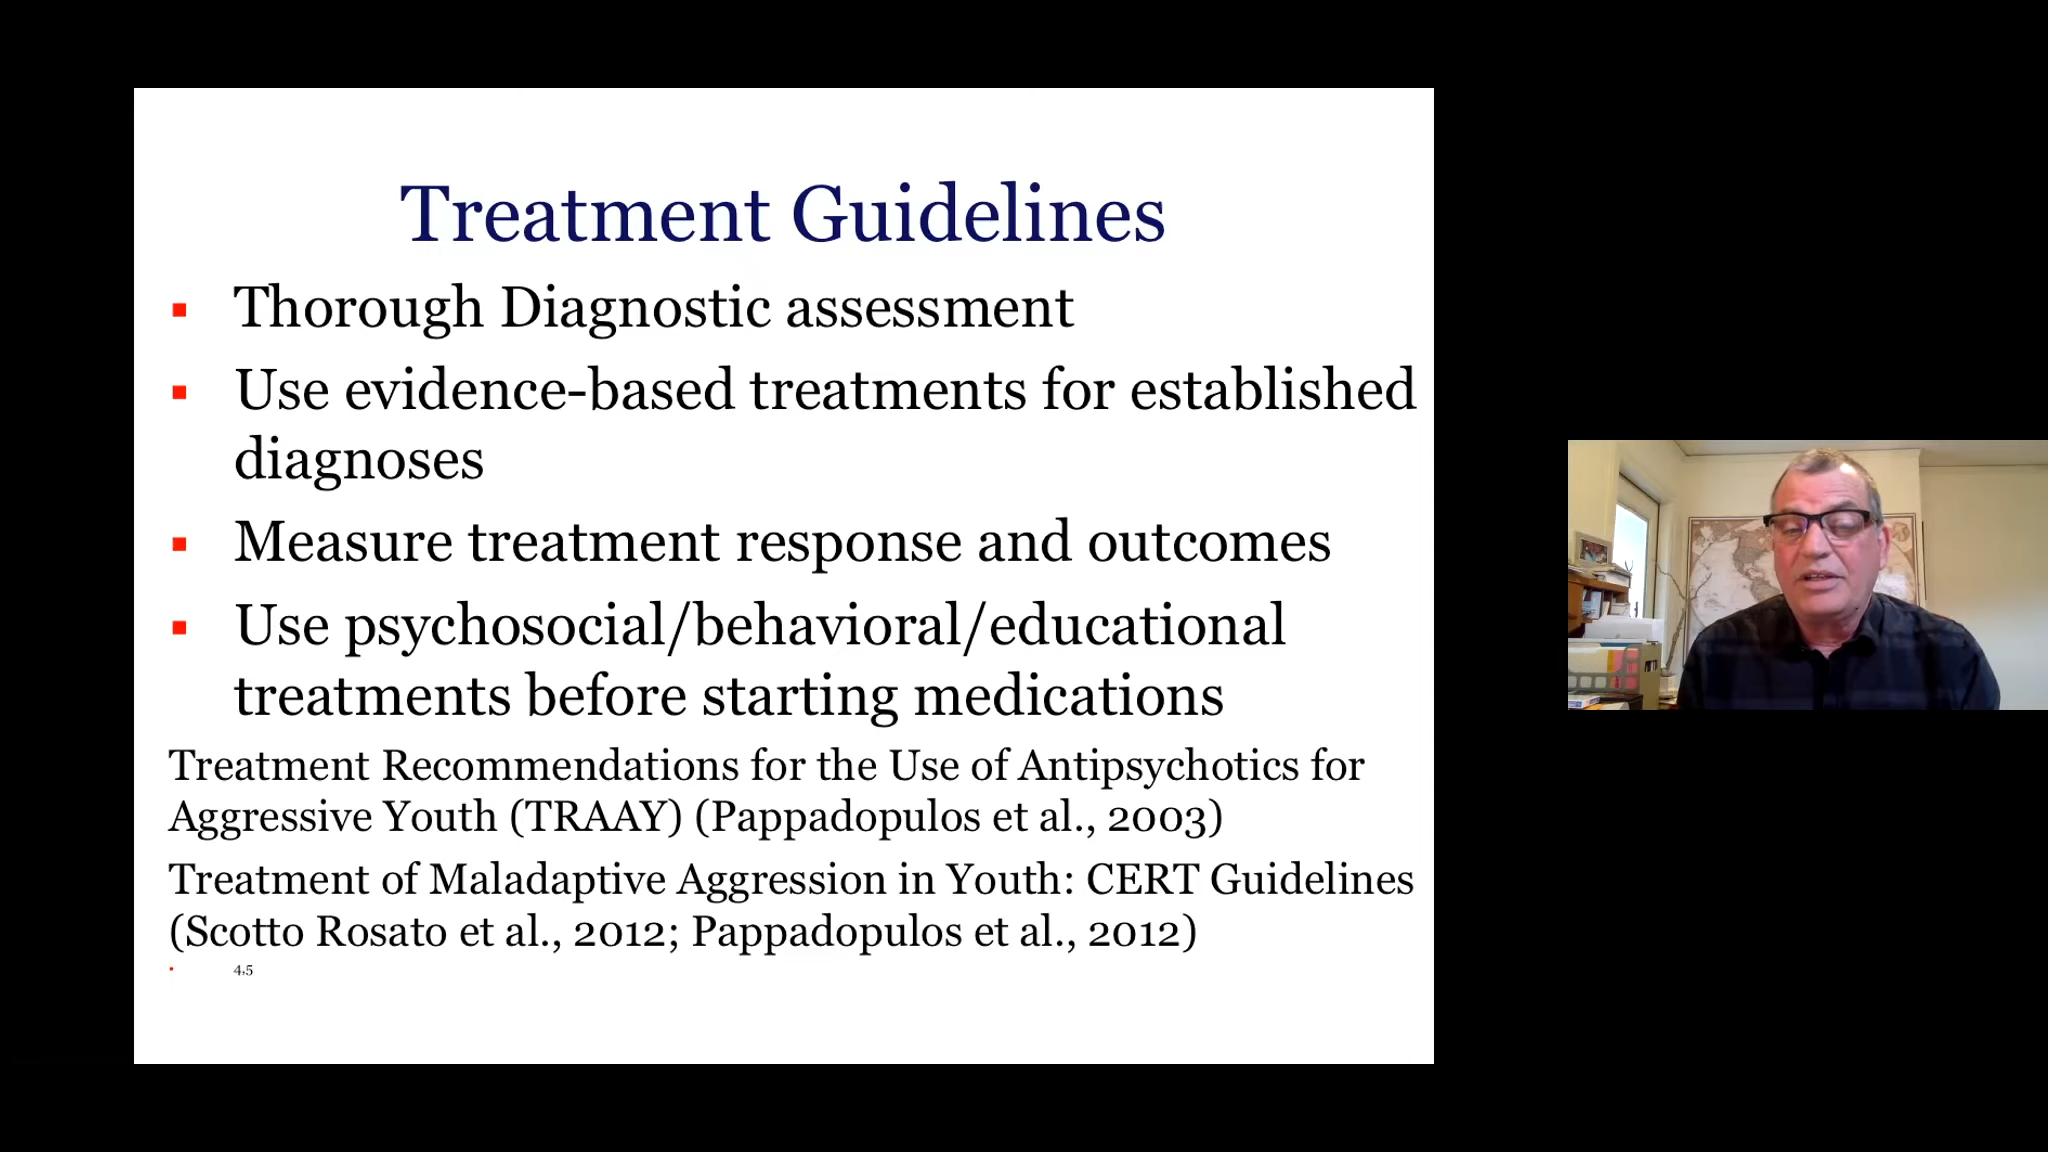 Treatment Guidelines
▪ Thorough Diagnostic assessment
▪ Use evidence-based treatments for established
diagnoses
▪ Measure treatment response and outcomes
▪ Use psychosocial/behavioral/educational
treatments before starting medications
Treatment Recommendations for the Use of Antipsychotics for
Aggressive Youth (TRAAY) (Pappadopulos et al., 2003)
Treatment of Maladaptive Aggression in Youth: CERT Guidelines
(Scotto Rosato et al., 2012; Pappadopulos et al., 2012)
▪ 4,5